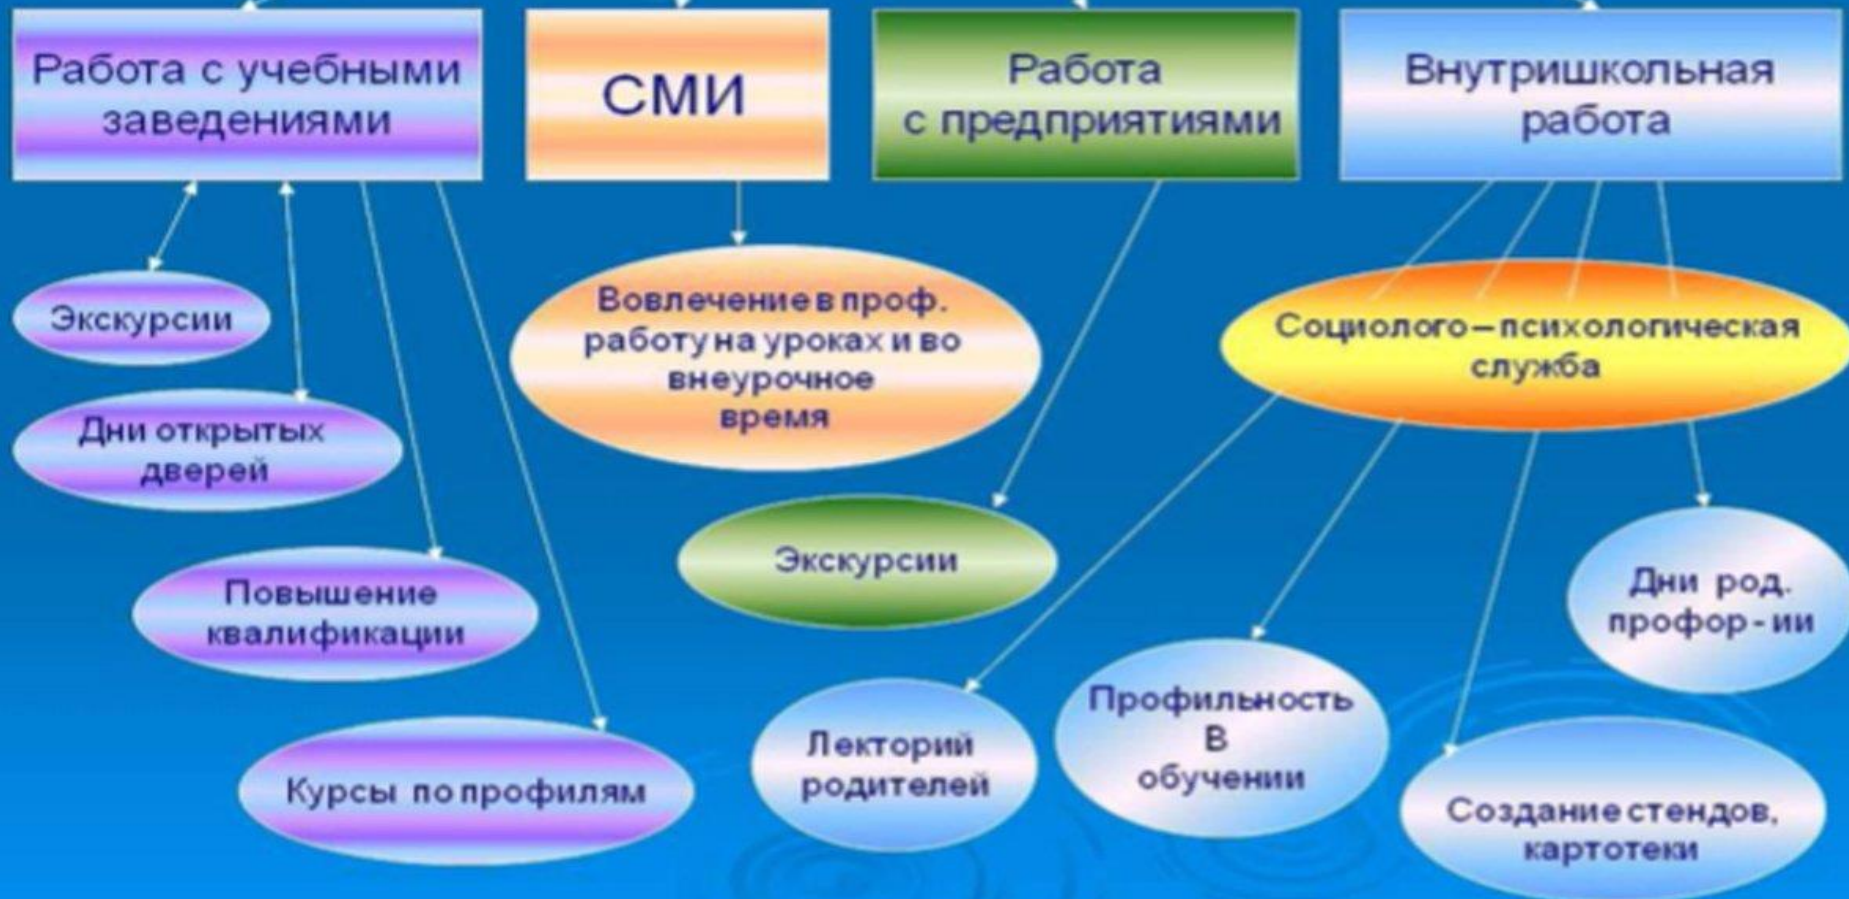 Работа с учебными
заведениями
СМИ
Работа
с предприятиями
Внутришкольная
работа
Экскурсии
Дни открытых
дверей
Повышение
квалификации
Курсы по профилям
Вовлечение в проф.
работу на уроках и во
внеурочное
время
Экскурсии
Социолого – психологическая
служба
Лекторий
родителей
Профильность
В
обучении
Создание стендов,
картотеки
Дни род.
профор - ии